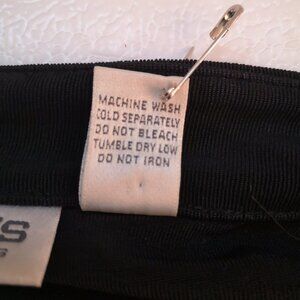 MACHINE WASH
COLD SEPARATELY
DO NOT BLEACH
TUMBLE DRY LOW
DO NOT IRON